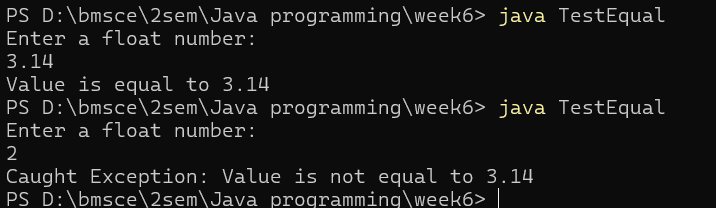 PS D:\bmsce\2sem\Java programming\week6> java TestEqual
Enter a float number:
3.14
Value is equal to 3.14
PS D:\bmsce\2sem\Java programming\week6> java TestEqual
Enter a float number:
2
Caught Exception: Value is not equal to 3.14
PS D:\bmsce\2sem\Java programming\week6>